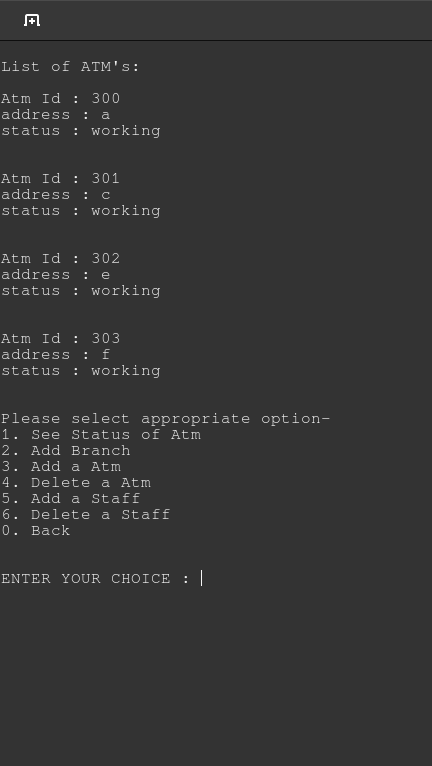 List of ATM's:
Atm Id : 300
address : a
status : working
Atm Id : 301
address : c
status : working
Atm Id : 302
address : e
status : working
Atm Id : 303
address : f
status : working
Please select appropriate option-
1. See Status of Atm
2. Add Branch
3. Add a Atm
4. Delete a Atm
5. Add a Staff
6. Delete a Staff
0. Back
ENTER YOUR CHOICE :